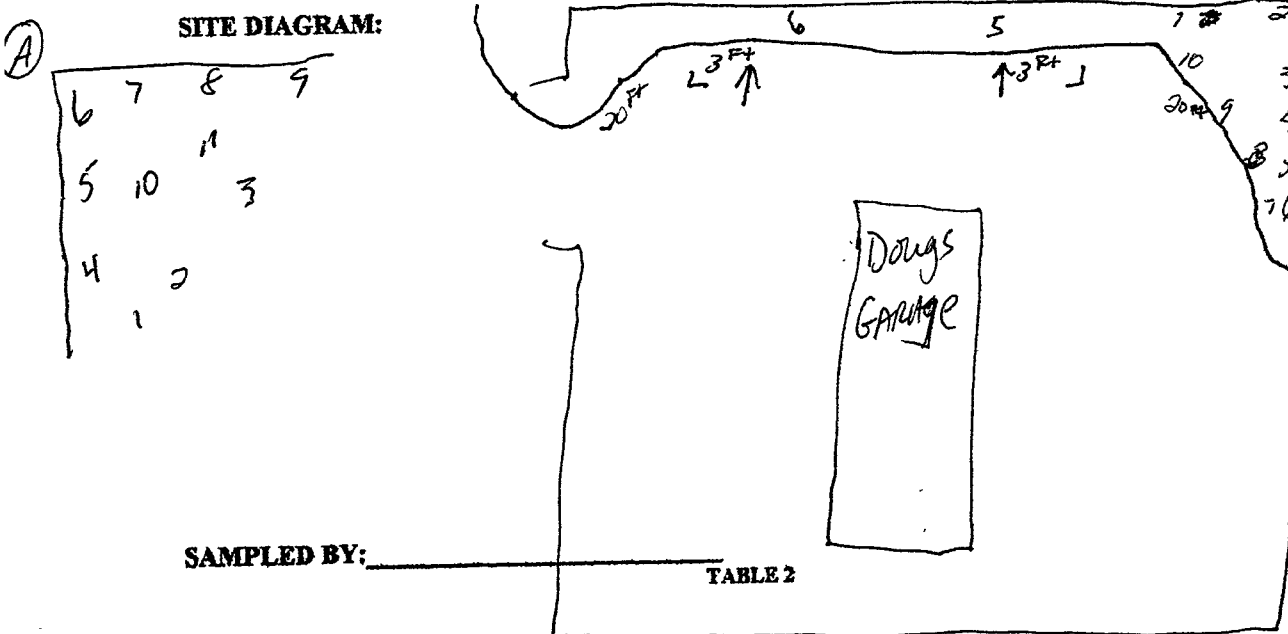 SITE DIAGRAM:
A
6 7 8 9
11
5 10 3
4 2
1
6 5 1
3 Ft 3 Ft
20 Ft
10
20 Ft 9
8
7
Dougs
GARAge
SAMPLED BY:
TABLE 2